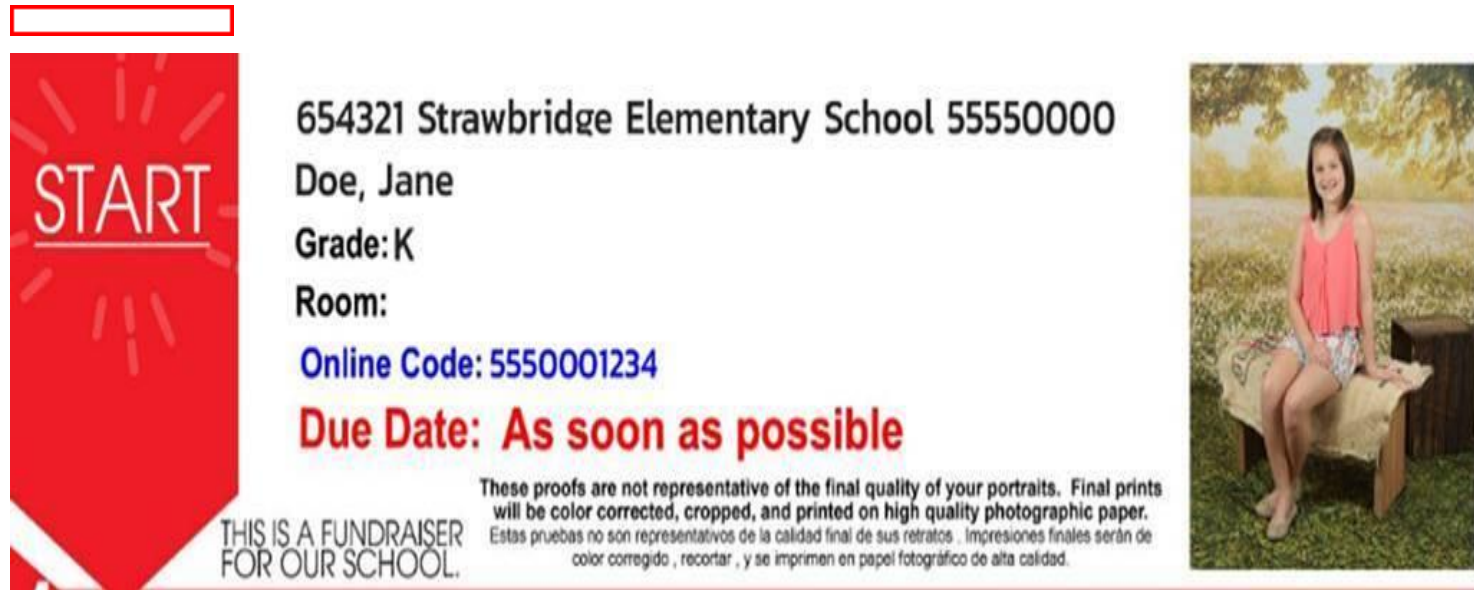 START
654321 Strawbridge Elementary School 55550000
Doe, Jane
Grade: K
Room:
Online Code: 5550001234
Due Date: As soon as possible
THIS IS A FUNDRAISER
FOR OUR SCHOOL.
These proofs are not representative of the final quality of your portraits. Final prints
will be color corrected, cropped, and printed on high quality photographic paper.
Estas pruebas no son representativos de la calidad final de sus retratos . Impresiones finales serán de
color corregido , recortar , y se imprimen en papel fotográfico de alta calidad.